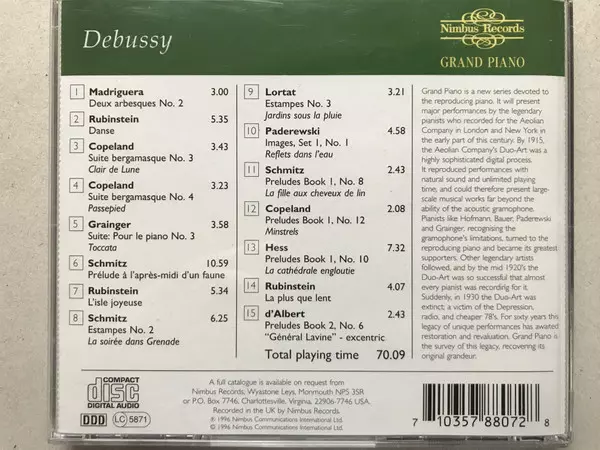 Debussy
Nimbus Records
GRAND PIANO
1 Madriguera 3.00
Deux arbesques No. 2
2 Rubinstein 5.35
Danse
3 Copeland 3.43
Suite bergamasque No. 3
Clair de Lune
4 Copeland 3.23
Suite bergamasque No. 4
Passepied
5 Grainger 3.58
Suite: Pour le piano No. 3
Toccata
6 Schmitz 10.59
Prélude à l'après-midi d'un faune
7 Rubinstein 5.34
L'isle joyeuse
8 Schmitz 6.25
Estampes No. 2
La soirée dans Grenade
9 Lortat 3.21
Estampes No. 3
Jardins sous la pluie
10 Paderewski 4.58
Images, Set 1, No. 1
Reflets dans l'eau
11 Schmitz 2.43
Preludes Book 1, No. 8
La fille aux cheveux de lin
12 Copeland 2.08
Preludes Book 1, No. 12
Minstrels
13 Hess 7.32
Preludes Book 1, No. 10
La cathédrale engloutie
14 Rubinstein 4.07
La plus que lent
15 d'Albert 2.43
Preludes Book 2, No. 6
"Général Lavine" - excentric
Total playing time 70.09
Grand Piano is a new series devoted to
the reproducing piano. It will present
major performances by the legendary
pianists who recorded for the Aeolian
Company in London and New York in
the early part of this century. By 1915,
the Aeolian Company's Duo-Art was a
highly sophisticated digital process.
It reproduced performances with
natural sound and unlimited playing
time, and could therefore present large-
scale musical works far beyond the
ability of the acoustic gramophone.
Pianists like Hofmann, Bauer, Paderewski
and Grainger, recognising the
gramophone's limitations, turned to the
reproducing piano and became its greatest
supporters. Other legendary artists
followed, and by the mid 1920's the
Duo-Art was so successful that almost
every pianist was recording for it.
Suddenly, in 1930 the Duo-Art was
extinct; a victim of the Depression,
radio, and cheaper 78's. For sixty years this
legacy of unique performances has awaited
restoration and revaluation. Grand Piano is
the survey of this legacy, recovering its
original grandeur.
COMPACT
disc
DIGITAL AUDIO
DDD LC 5871
A full catalogue is available on request from
Nimbus Records, Wyastone Leys, Monmouth NP5 3SR
or P.O. Box 7746, Charlottesville, Virginia, 22906-7746 USA
Recorded in the UK by Nimbus Records.
℗ 1996 Nimbus Communications International Ltd.
© 1996 Nimbus Communications International Ltd.
7 10357 88072 8